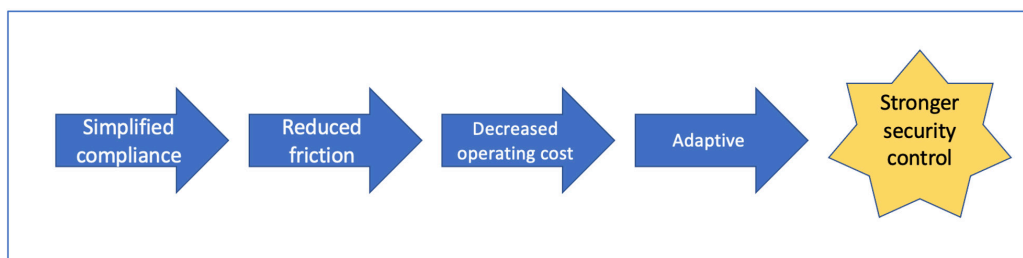 Simplified
compliance
Reduced
friction
Decreased
operating cost
Adaptive
Stronger
security
control